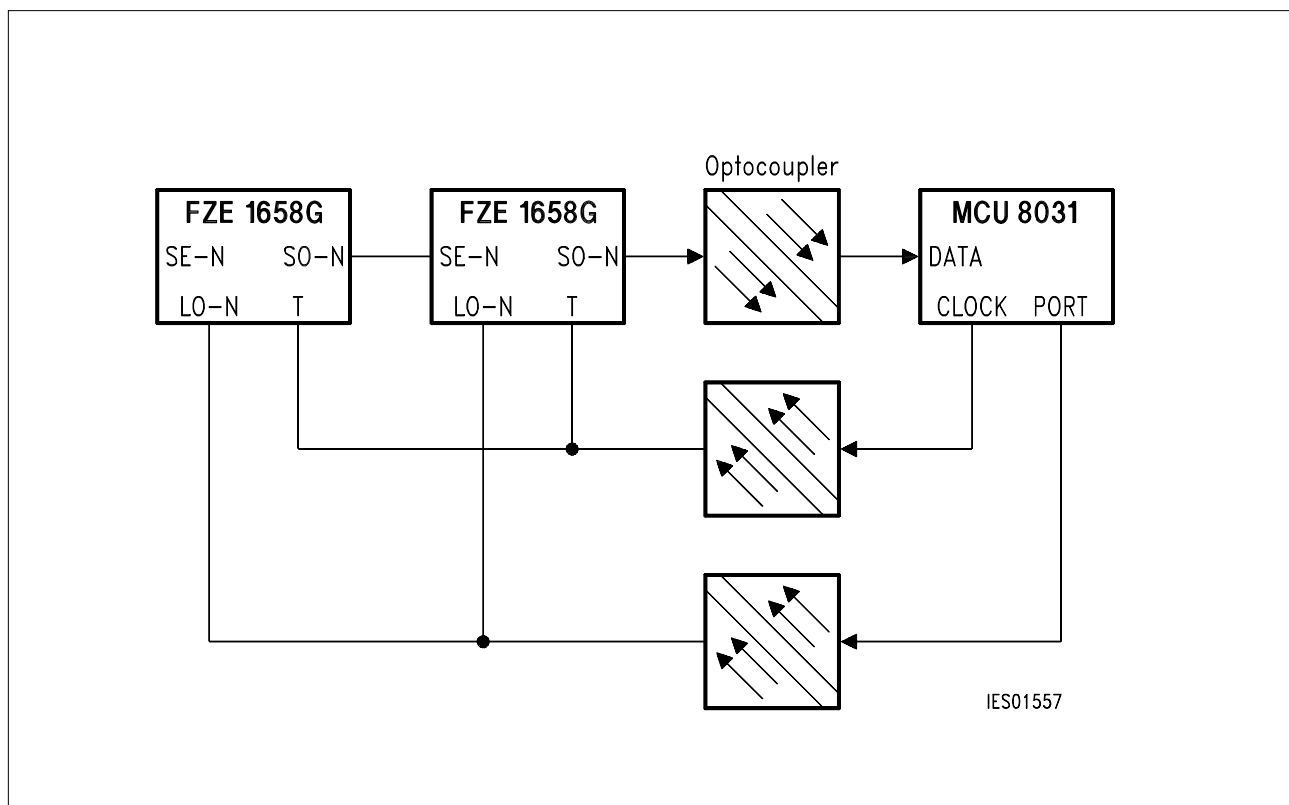 Optocoupler
FZE 1658G FZE 1658G MCU 8031
SE-N SO-N SE-N SO-N DATA
LO-N T LO-N T CLOCK PORT
IES01557